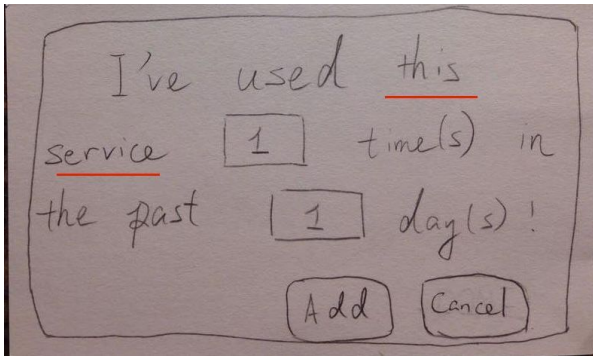 I've used this
service 1 time(s) in
the past 1 day(s) !
Add Cancel